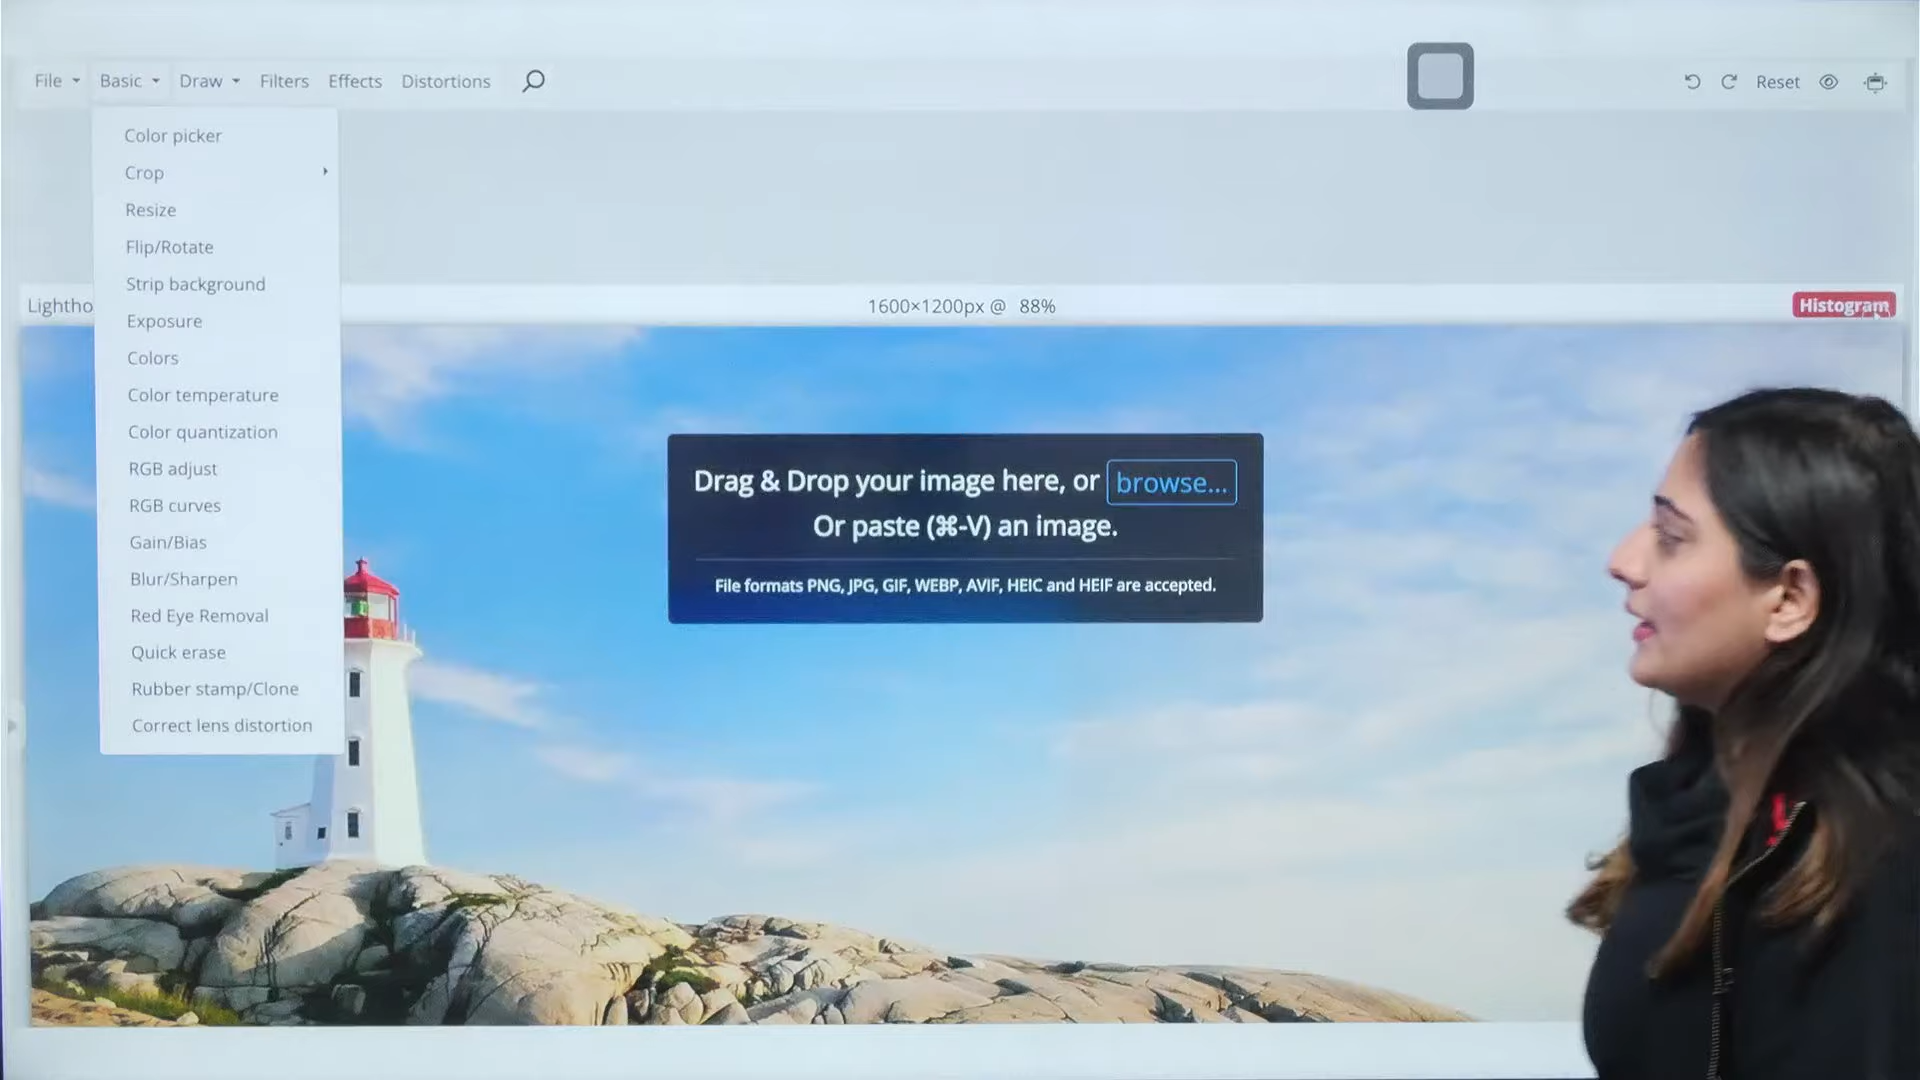 File Basic Draw Filters Effects Distortions
Reset
Color picker
Crop
Resize
Flip/Rotate
Strip background
Exposure
Colors
Color temperature
Color quantization
RGB adjust
RGB curves
Gain/Bias
Blur/Sharpen
Red Eye Removal
Quick erase
Rubber stamp/Clone
Correct lens distortion
Lightho
1600×1200px @ 88%
Histogram
Drag & Drop your image here, or browse...
Or paste (⌘-V) an image.
File formats PNG, JPG, GIF, WEBP, AVIF, HEIC and HEIF are accepted.